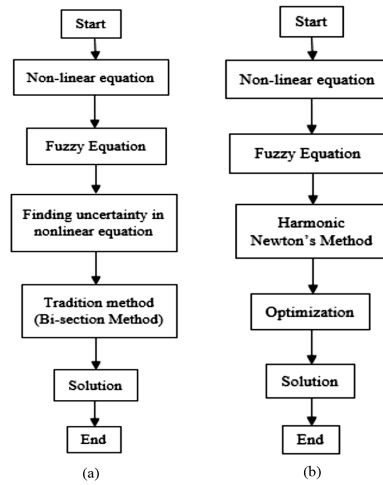 Start
Non-linear equation
Fuzzy Equation
Finding uncertainty in
nonlinear equation
Tradition method
(Bi-section Method)
Solution
End
(a)
Start
Non-linear equation
Fuzzy Equation
Harmonic
Newton's Method
Optimization
Solution
End
(b)